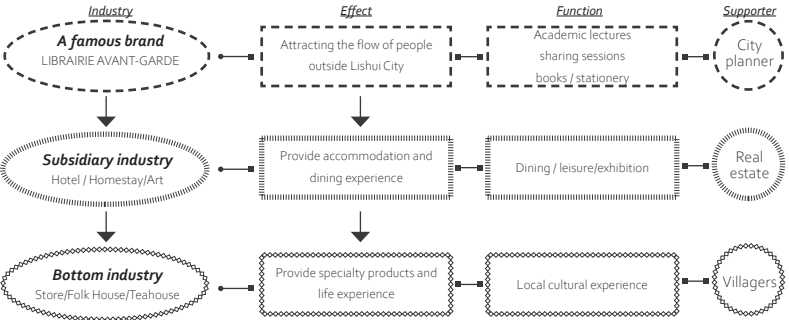 Industry
Effect
Function
Supporter
A famous brand
LIBRAIRIE AVANT-GARDE
Attracting the flow of people
outside Lishui City
Academic lectures
sharing sessions
books / stationery
City
planner
Subsidiary industry
Hotel / Homestay/Art
Provide accommodation and
dining experience
Dining / leisure/exhibition
Real
estate
Bottom industry
Store/Folk House/Teahouse
Provide specialty products and
life experience
Local cultural experience
Villagers